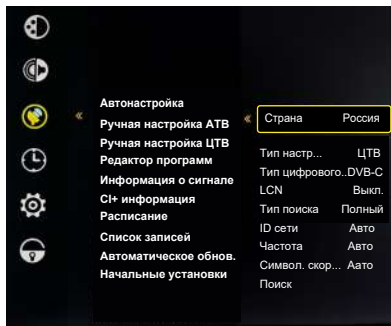 Автонастройка
Ручная настройка АТВ
Ручная настройка ЦТВ
Редактор программ
Информация о сигнале
CI+ информация
Расписание
Список записей
Автоматическое обнов.
Начальные установки
Страна Россия
Тип настр... ЦТВ
Тип цифрового..DVB-C
LCN Выкл.
Тип поиска Полный
ID сети Авто
Частота Авто
Символ. скор... Аато
Поиск